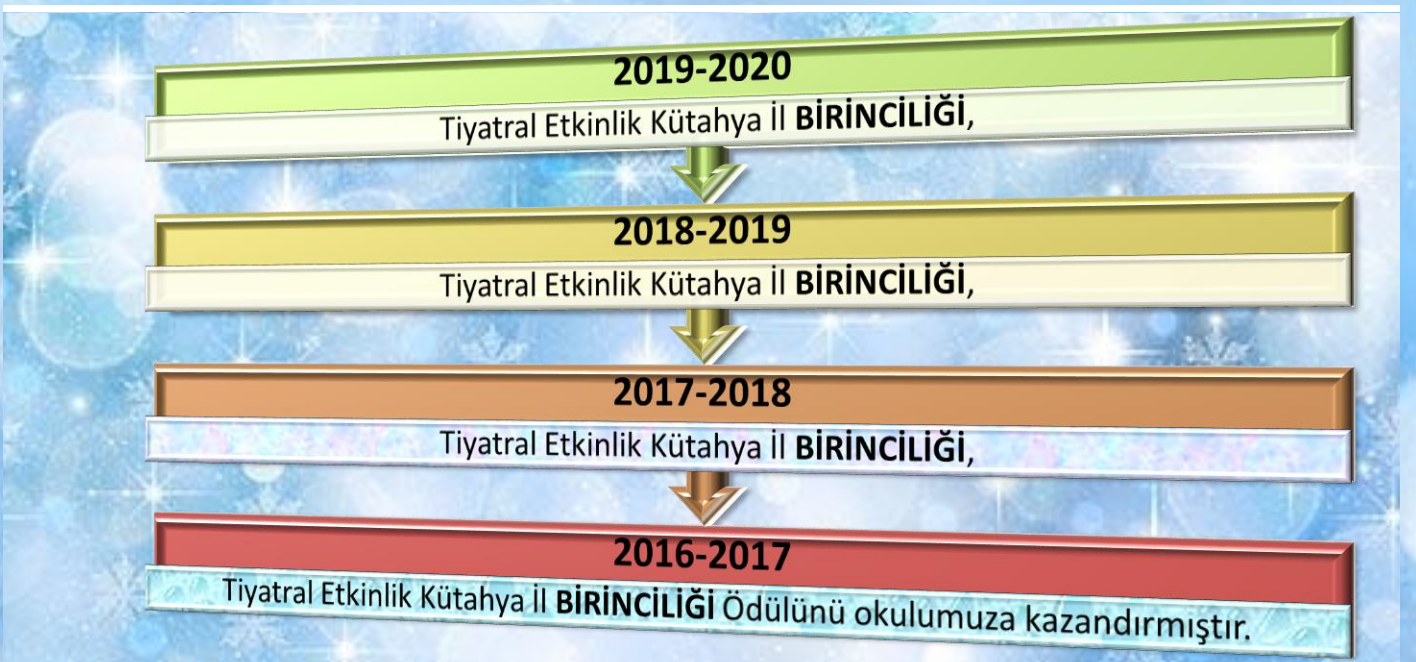 2019-2020
Tiyatral Etkinlik Kütahya İl BİRİNCİLİĞİ,
2018-2019
Tiyatral Etkinlik Kütahya İl BİRİNCİLİĞİ,
2017-2018
Tiyatral Etkinlik Kütahya İl BİRİNCİLİĞİ,
2016-2017
Tiyatral Etkinlik Kütahya İl BİRİNCİLİĞİ Ödülünü okulumuza kazandırmıştır.